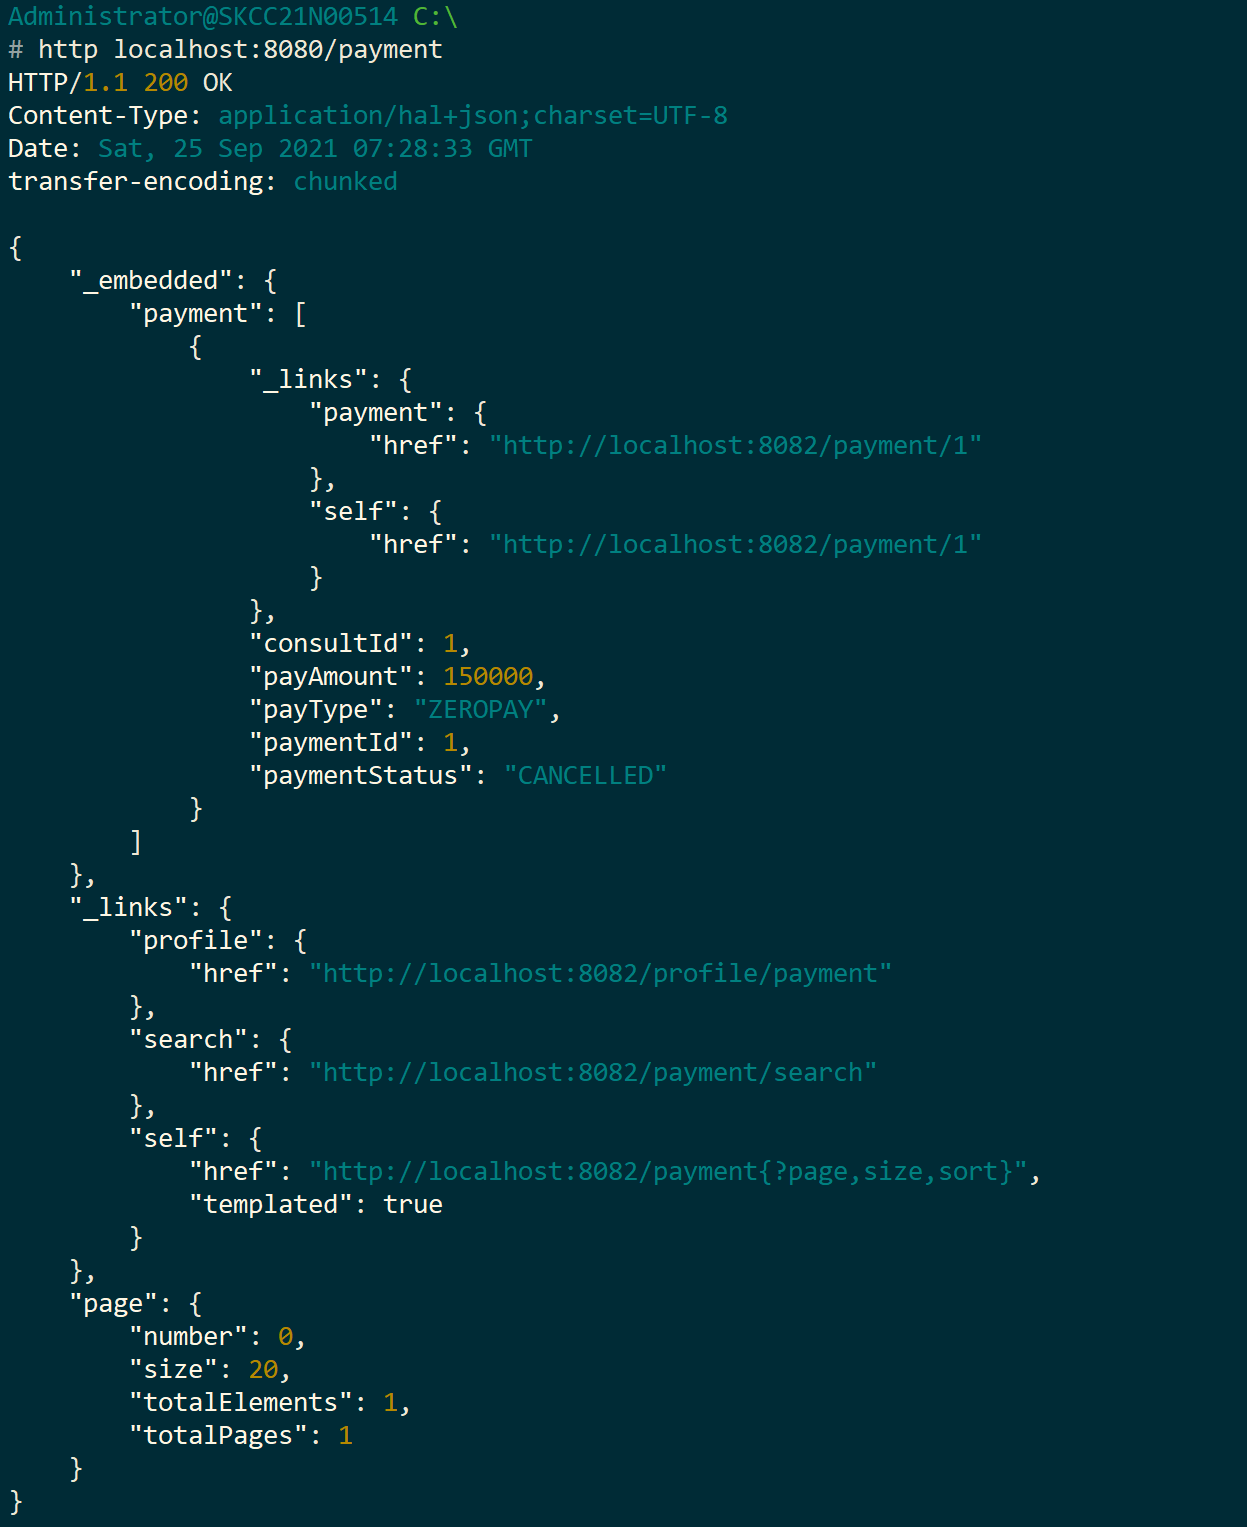 Administrator@SKCC21N00514 C:\
# http localhost:8080/payment
HTTP/1.1 200 OK
Content-Type: application/hal+json;charset=UTF-8
Date: Sat, 25 Sep 2021 07:28:33 GMT
transfer-encoding: chunked

{
    "_embedded": {
        "payment": [
            {
                "_links": {
                    "payment": {
                        "href": "http://localhost:8082/payment/1"
                    },
                    "self": {
                        "href": "http://localhost:8082/payment/1"
                    }
                },
                "consultId": 1,
                "payAmount": 150000,
                "payType": "ZEROPAY",
                "paymentId": 1,
                "paymentStatus": "CANCELLED"
            }
        ]
    },
    "_links": {
        "profile": {
            "href": "http://localhost:8082/profile/payment"
        },
        "search": {
            "href": "http://localhost:8082/payment/search"
        },
        "self": {
            "href": "http://localhost:8082/payment{?page,size,sort}",
            "templated": true
        }
    },
    "page": {
        "number": 0,
        "size": 20,
        "totalElements": 1,
        "totalPages": 1
    }
}